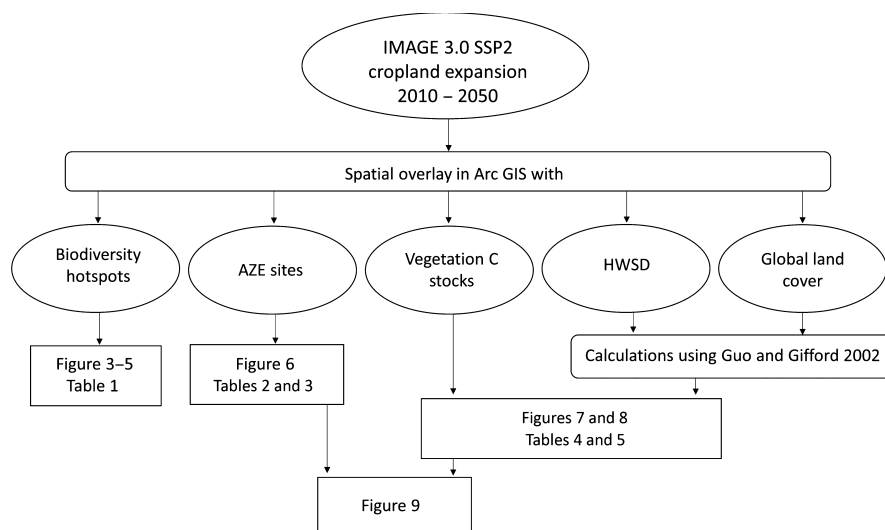 IMAGE 3.0 SSP2
cropland expansion
2010 – 2050
Spatial overlay in Arc GIS with
Biodiversity
hotspots
AZE sites
Vegetation C
stocks
HWSD
Global land
cover
Figure 3–5
Table 1
Figure 6
Tables 2 and 3
Calculations using Guo and Gifford 2002
Figures 7 and 8
Tables 4 and 5
Figure 9